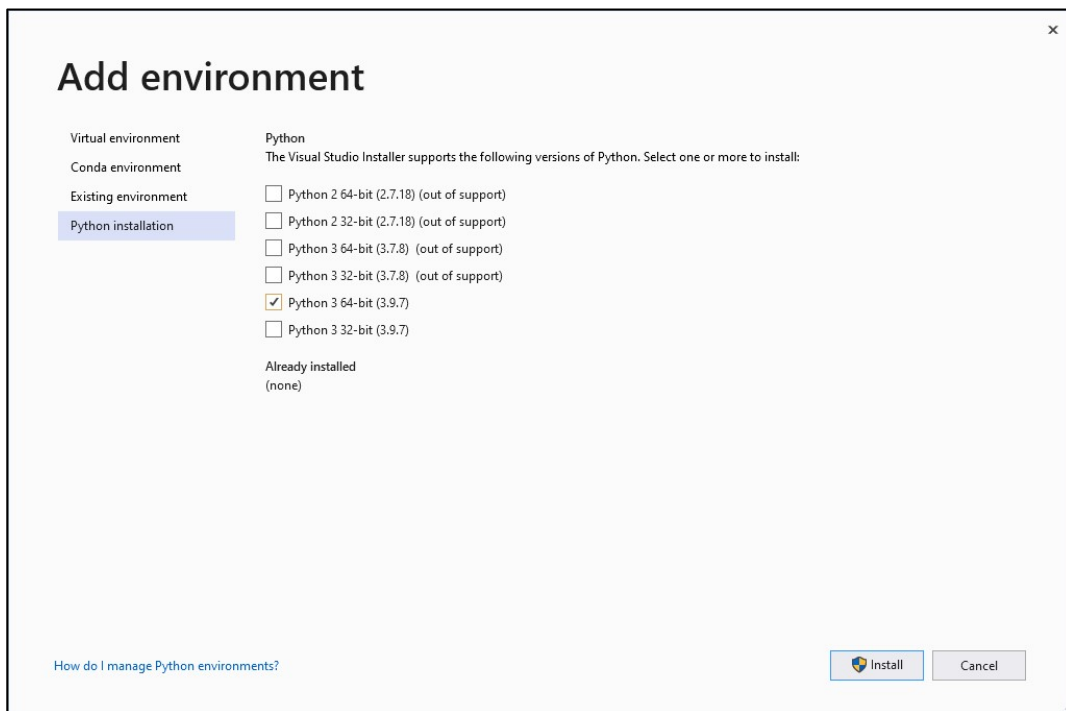 Add environment
Virtual environment
Conda environment
Existing environment
Python installation
Python
The Visual Studio Installer supports the following versions of Python. Select one or more to install:
Python 2 64-bit (2.7.18) (out of support)
Python 2 32-bit (2.7.18) (out of support)
Python 3 64-bit (3.7.8) (out of support)
Python 3 32-bit (3.7.8) (out of support)
Python 3 64-bit (3.9.7)
Python 3 32-bit (3.9.7)
Already installed
(none)
How do I manage Python environments?
Install
Cancel